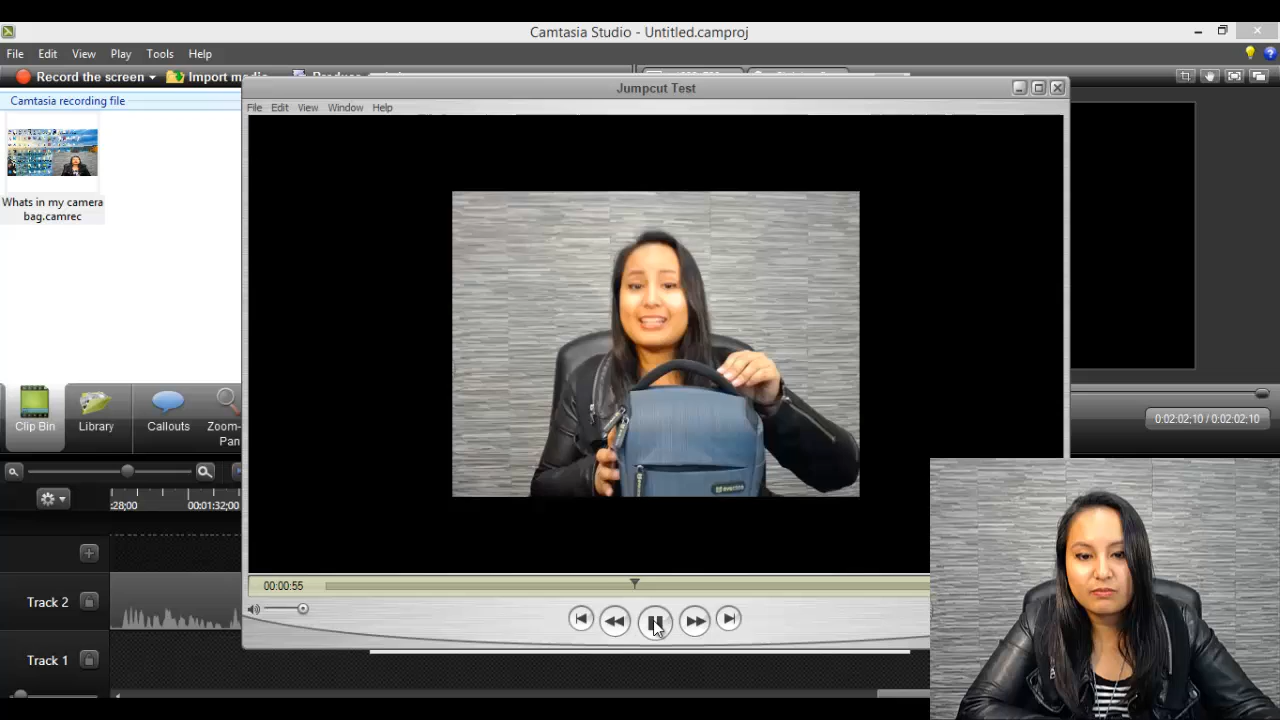 Camtasia Studio - Untitled.camproj
File Edit View Play Tools Help
Record the screen Import
Jumpcut Test
Camtasia recording file
File Edit View Window Help
Whats in my camera
bag.camrec
Clip Bin
Library
Callouts
Zoom-
Pan
0:02:02;10 / 0:02:02;10
:28;00
00:01:32;00
00:00:55
Track 2
Track 1